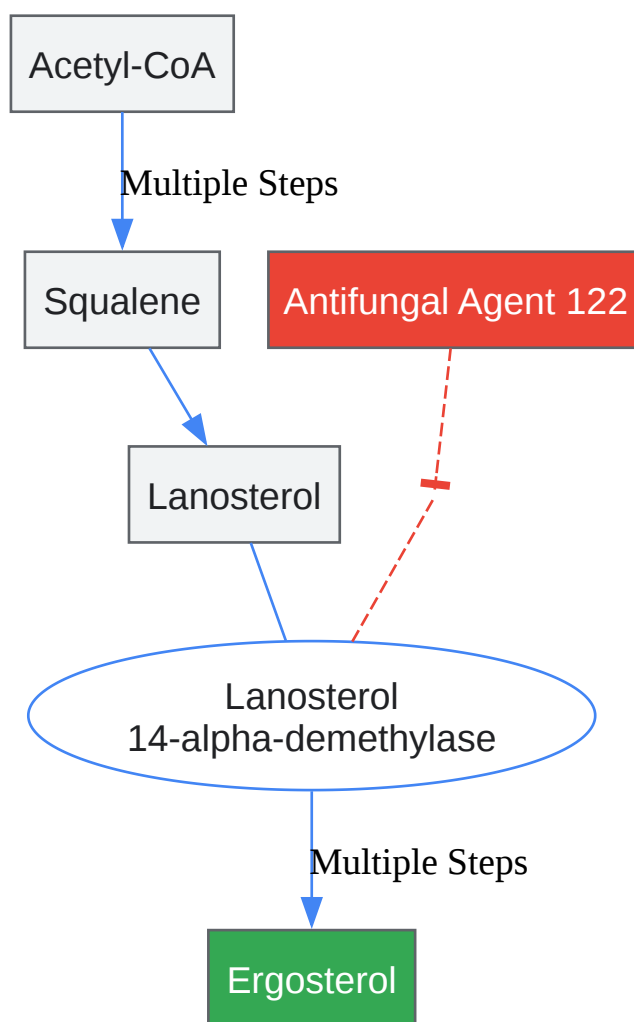 Acetyl-CoA
Multiple Steps
Squalene
Antifungal Agent 122
Lanosterol
Lanosterol
14-alpha-demethylase
Multiple Steps
Ergosterol